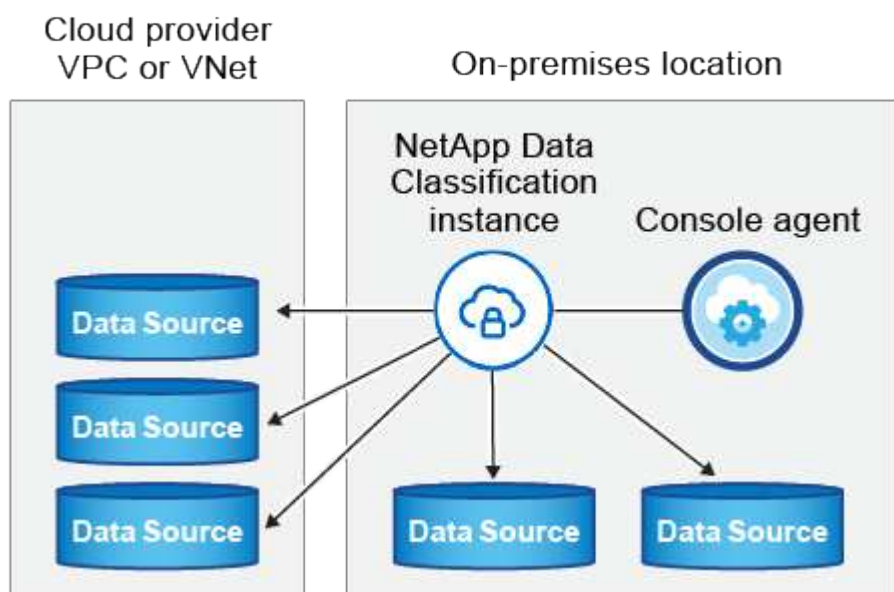 Cloud provider
VPC or VNet
On-premises location
NetApp Data
Classification
instance
Console agent
Data Source
Data Source
Data Source
Data Source
Data Source